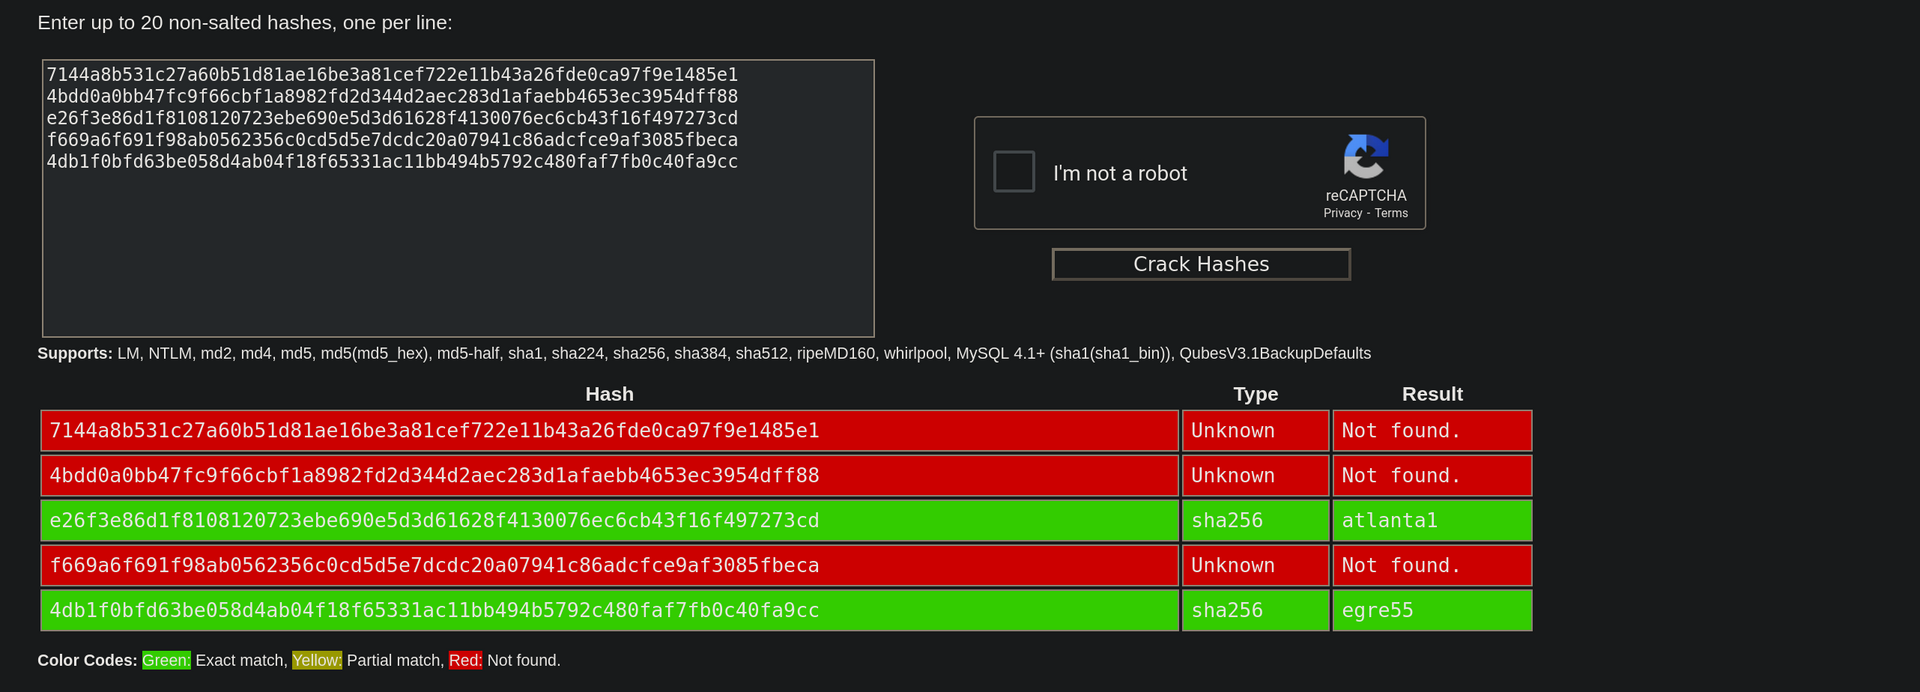 Enter up to 20 non-salted hashes, one per line:
7144a8b531c27a60b51d81ae16be3a81cef722e11b43a26fde0ca97f9e1485e1
4bdd0a0bb47fc9f66cbf1a8982fd2d344d2aec283d1afaebb4653ec3954dff88
e26f3e86d1f8108120723ebe690e5d3d61628f4130076ec6cb43f16f497273cd
f669a6f691f98ab0562356c0cd5d5e7dcdc20a07941c86adcfce9af3085fbeca
4db1f0bfd63be058d4ab04f18f65331ac11bb494b5792c480faf7fb0c40fa9cc
I'm not a robot
reCAPTCHA
Privacy - Terms
Crack Hashes
Supports: LM, NTLM, md2, md4, md5, md5(md5_hex), md5-half, sha1, sha224, sha256, sha384, sha512, ripeMD160, whirlpool, MySQL 4.1+ (sha1(sha1_bin)), QubesV3.1BackupDefaults
Hash Type Result
7144a8b531c27a60b51d81ae16be3a81cef722e11b43a26fde0ca97f9e1485e1 Unknown Not found.
4bdd0a0bb47fc9f66cbf1a8982fd2d344d2aec283d1afaebb4653ec3954dff88 Unknown Not found.
e26f3e86d1f8108120723ebe690e5d3d61628f4130076ec6cb43f16f497273cd sha256 atlanta1
f669a6f691f98ab0562356c0cd5d5e7dcdc20a07941c86adcfce9af3085fbeca Unknown Not found.
4db1f0bfd63be058d4ab04f18f65331ac11bb494b5792c480faf7fb0c40fa9cc sha256 egre55
Color Codes: Green: Exact match, Yellow: Partial match, Red: Not found.